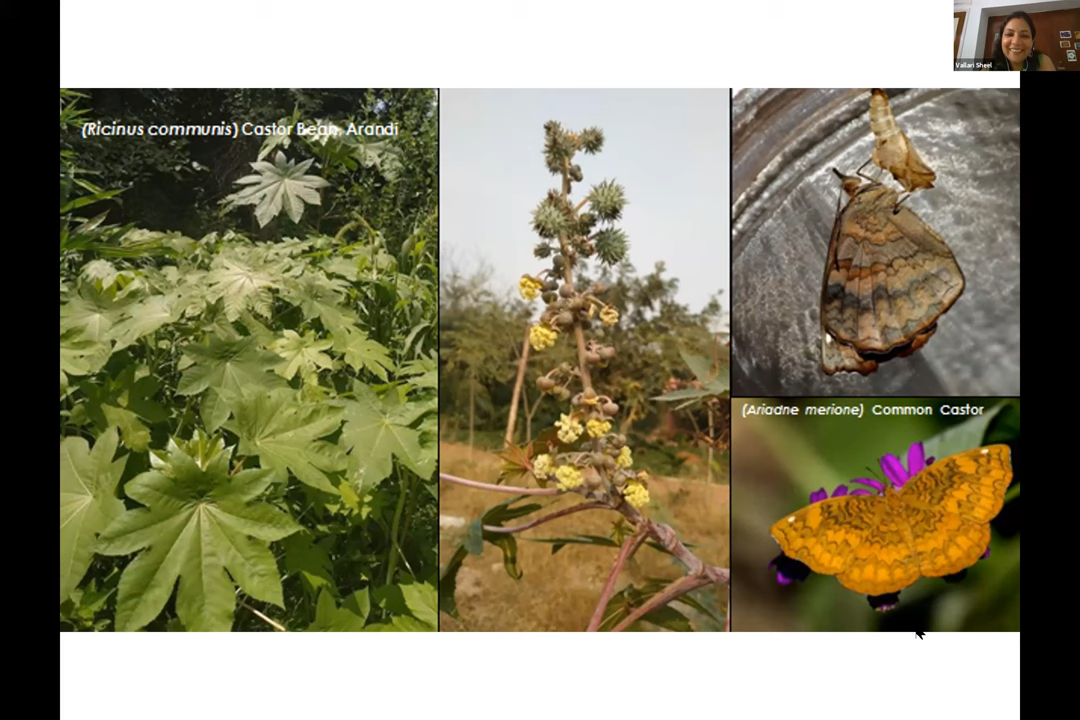 Vallari Sheel
(Ricinus communis) Castor Bean, Arandi
(Ariadne merione) Common Castor